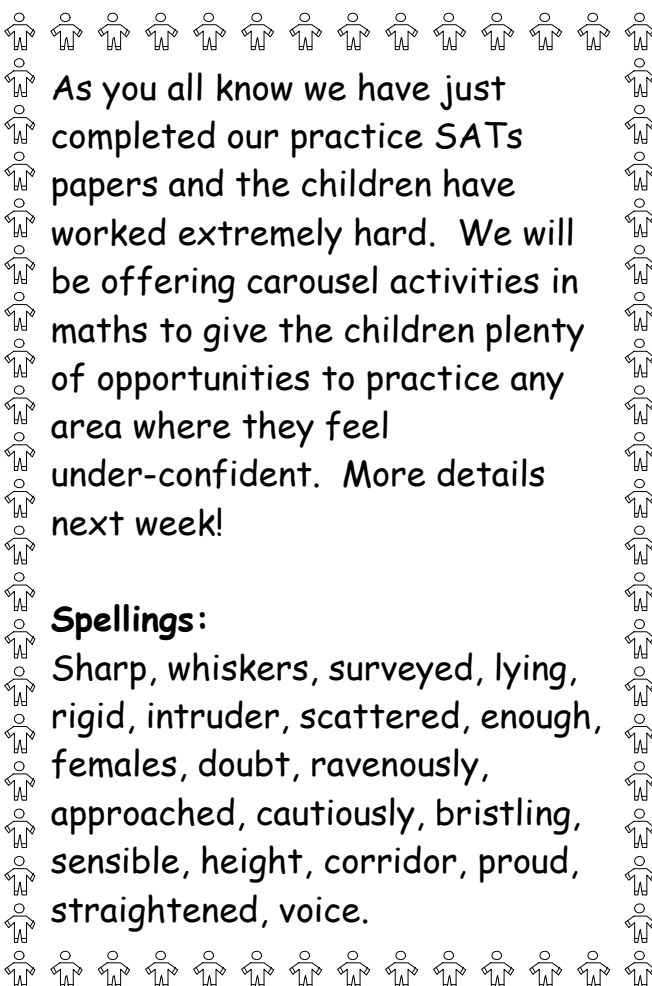 As you all know we have just
completed our practice SATs
papers and the children have
worked extremely hard.  We will
be offering carousel activities in
maths to give the children plenty
of opportunities to practice any
area where they feel
under-confident.  More details
next week!

Spellings:
Sharp, whiskers, surveyed, lying,
rigid, intruder, scattered, enough,
females, doubt, ravenously,
approached, cautiously, bristling,
sensible, height, corridor, proud,
straightened, voice.